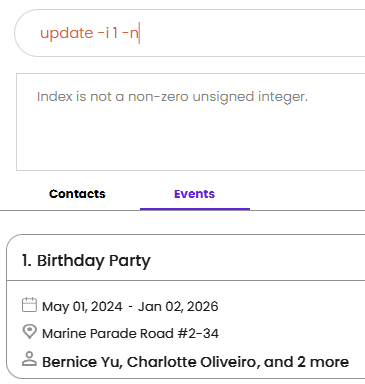 update -i 1 -n
Index is not a non-zero unsigned integer.
Contacts Events
1. Birthday Party
May 01, 2024 - Jan 02, 2026
Marine Parade Road #2-34
Bernice Yu, Charlotte Oliveiro, and 2 more